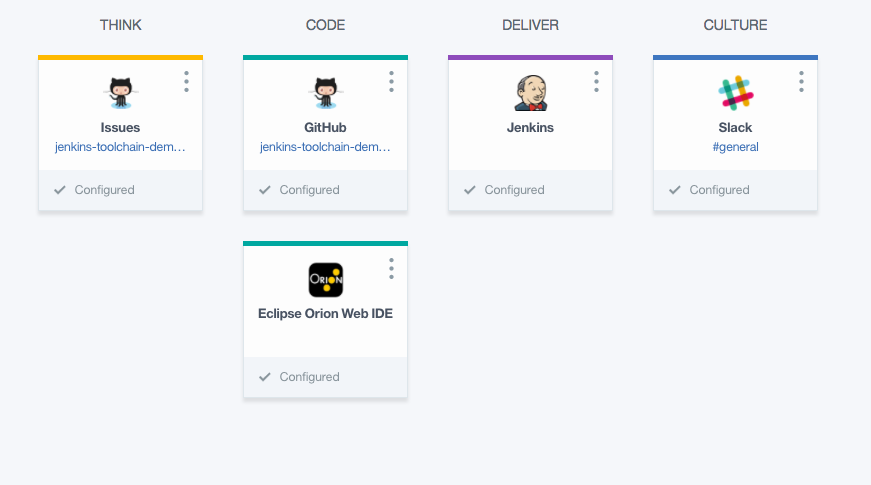 THINK
CODE
DELIVER
CULTURE
Issues
jenkins-toolchain-dem…
Configured
GitHub
jenkins-toolchain-dem…
Configured
Jenkins
Configured
Slack
#general
Configured
ORION
Eclipse Orion Web IDE
Configured